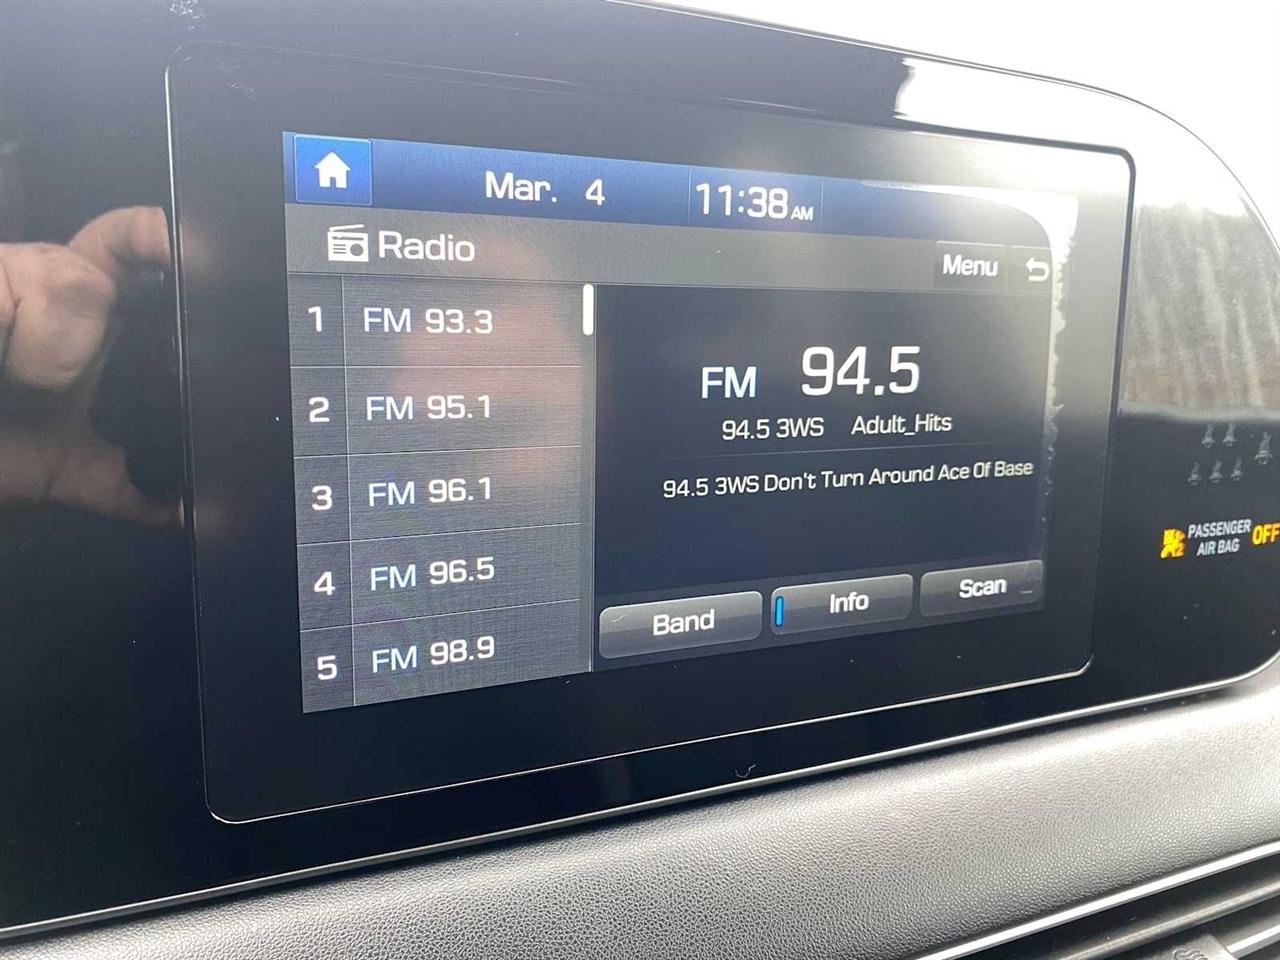 Mar. 4 11:38 AM
Radio
Menu
1 FM 93.3
2 FM 95.1
3 FM 96.1
4 FM 96.5
5 FM 98.9
FM 94.5
94.5 3WS Adult_Hits
94.5 3WS Don't Turn Around Ace Of Base
Band Info Scan
PASSENGER
AIR BAG OFF
2